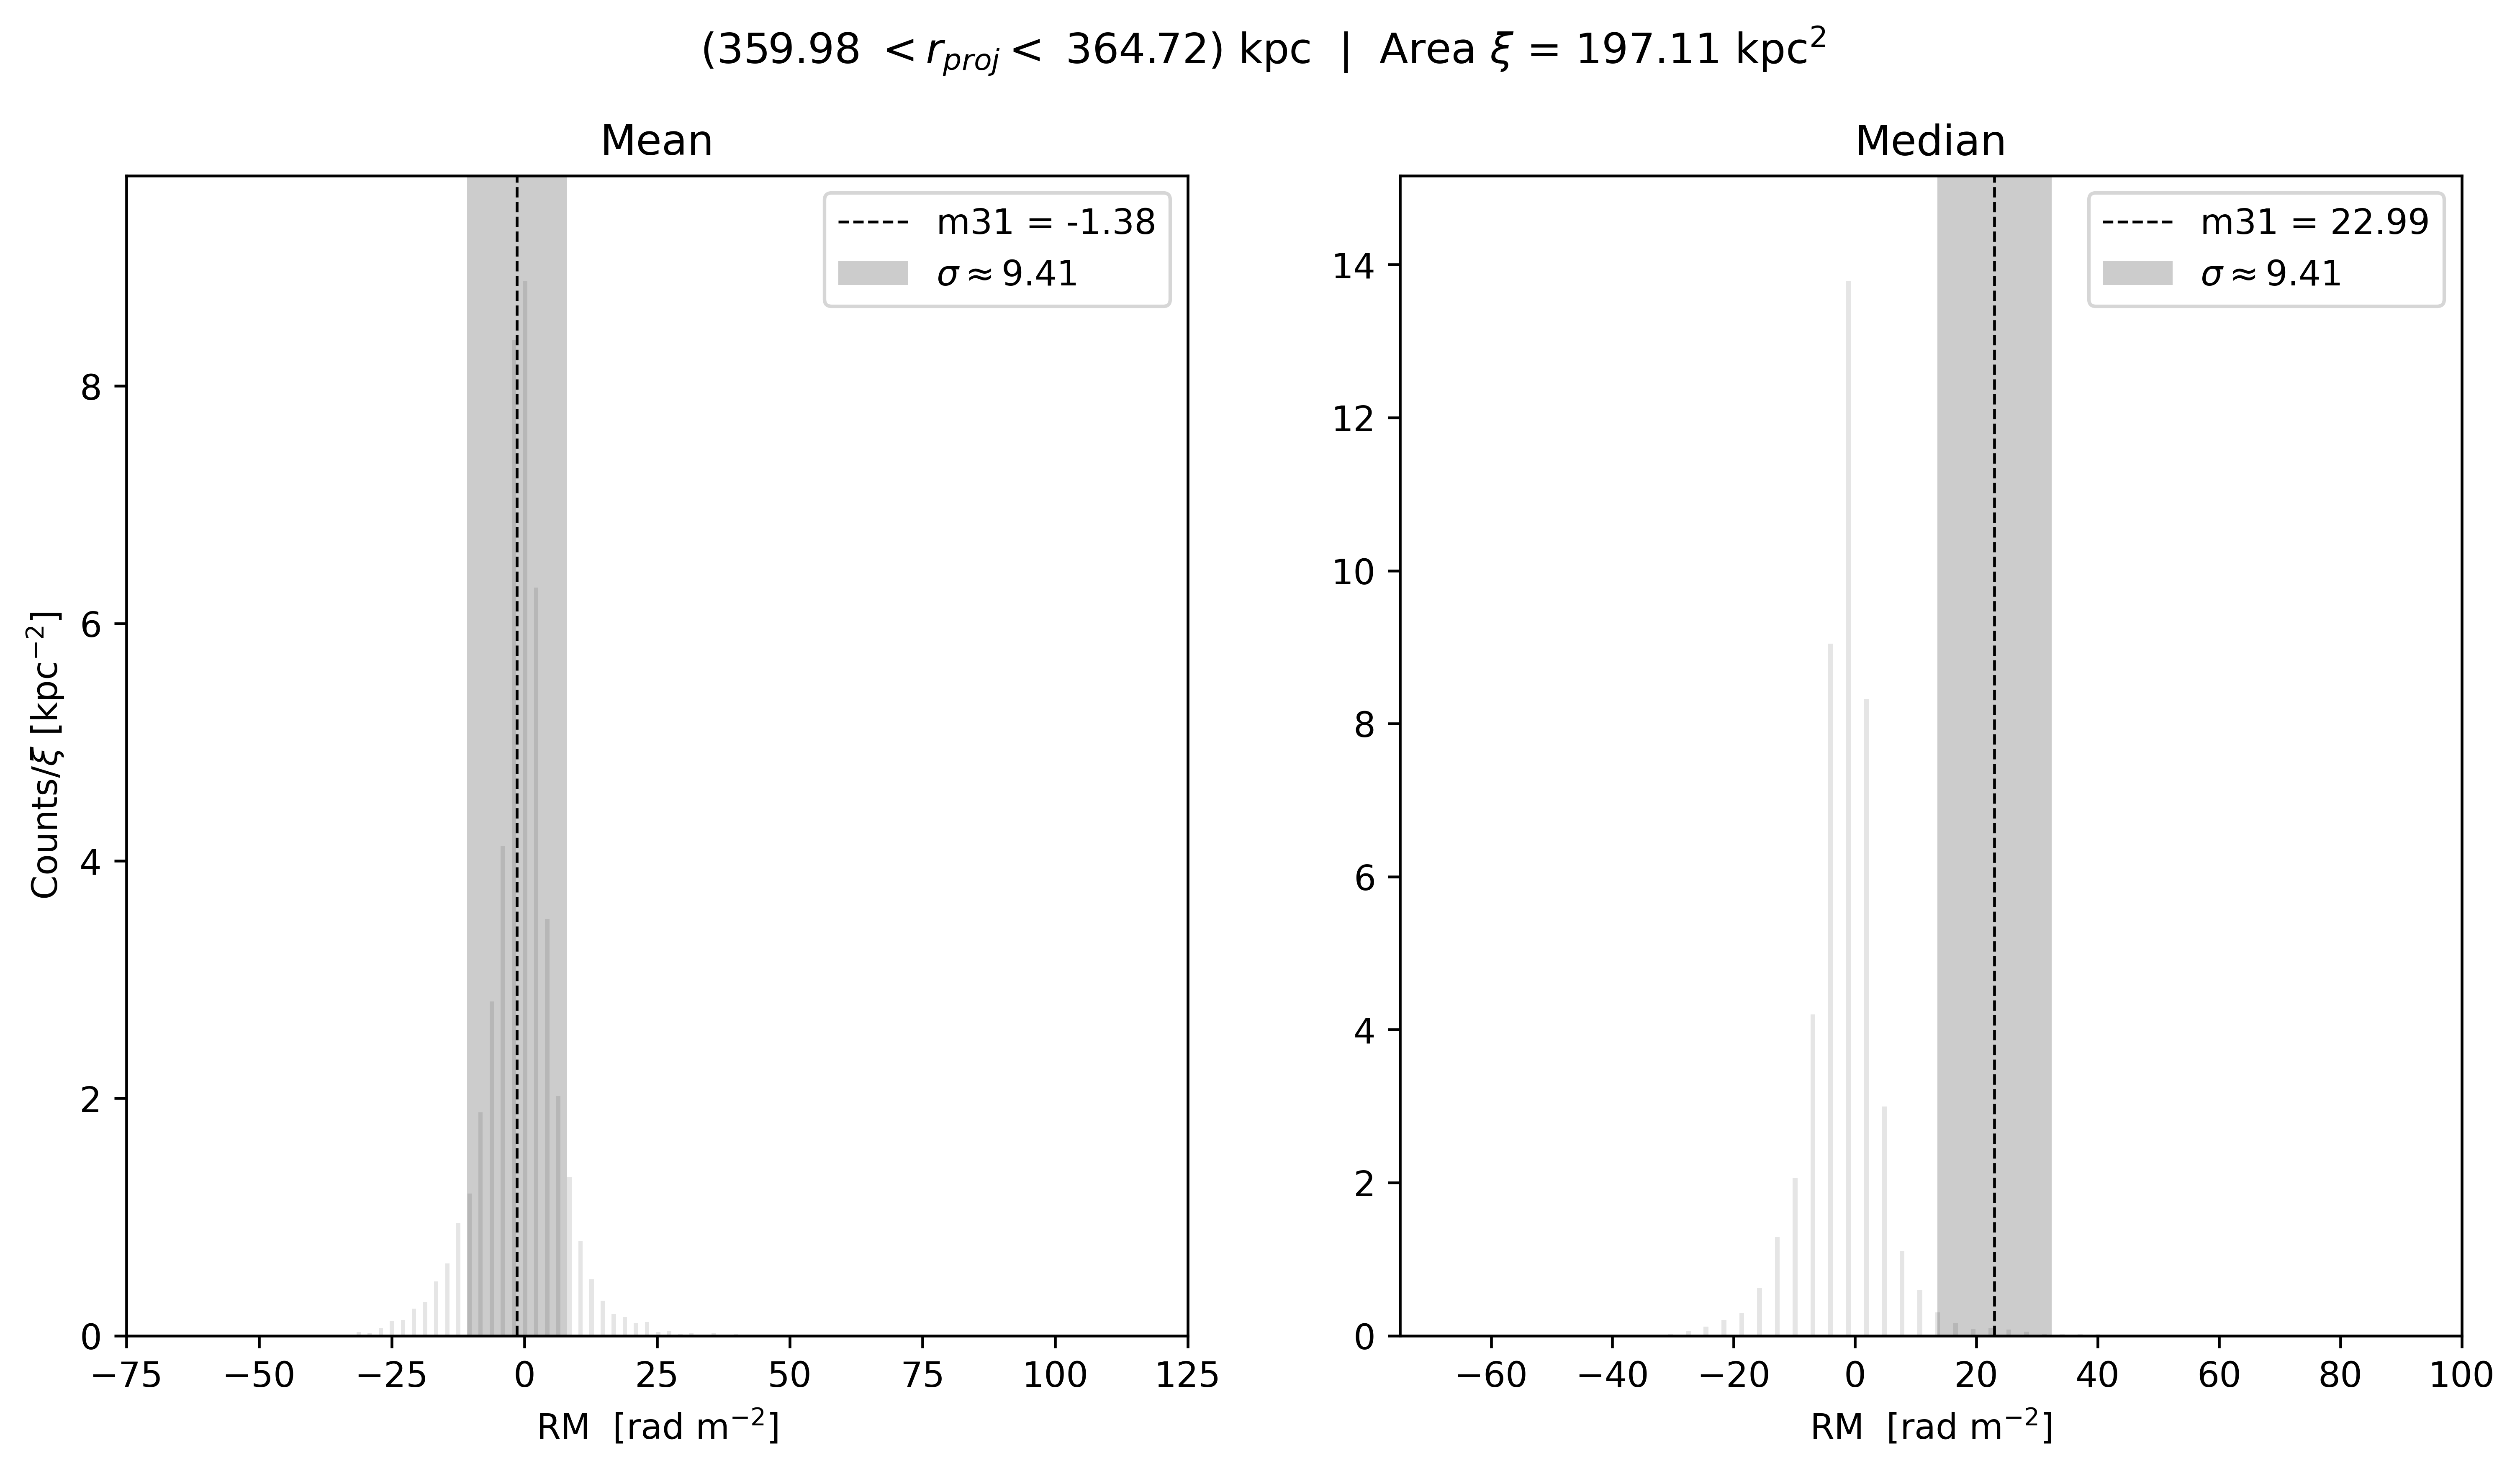 (359.98 < r_proj < 364.72) kpc | Area ξ = 197.11 kpc²
Mean
m31 = -1.38
σ ≈ 9.41
8
6
4
2
0
Counts/ξ [kpc⁻²]
−75 −50 −25 0 25 50 75 100 125
RM [rad m⁻²]
Median
m31 = 22.99
σ ≈ 9.41
14
12
10
8
6
4
2
0
−60 −40 −20 0 20 40 60 80 100
RM [rad m⁻²]